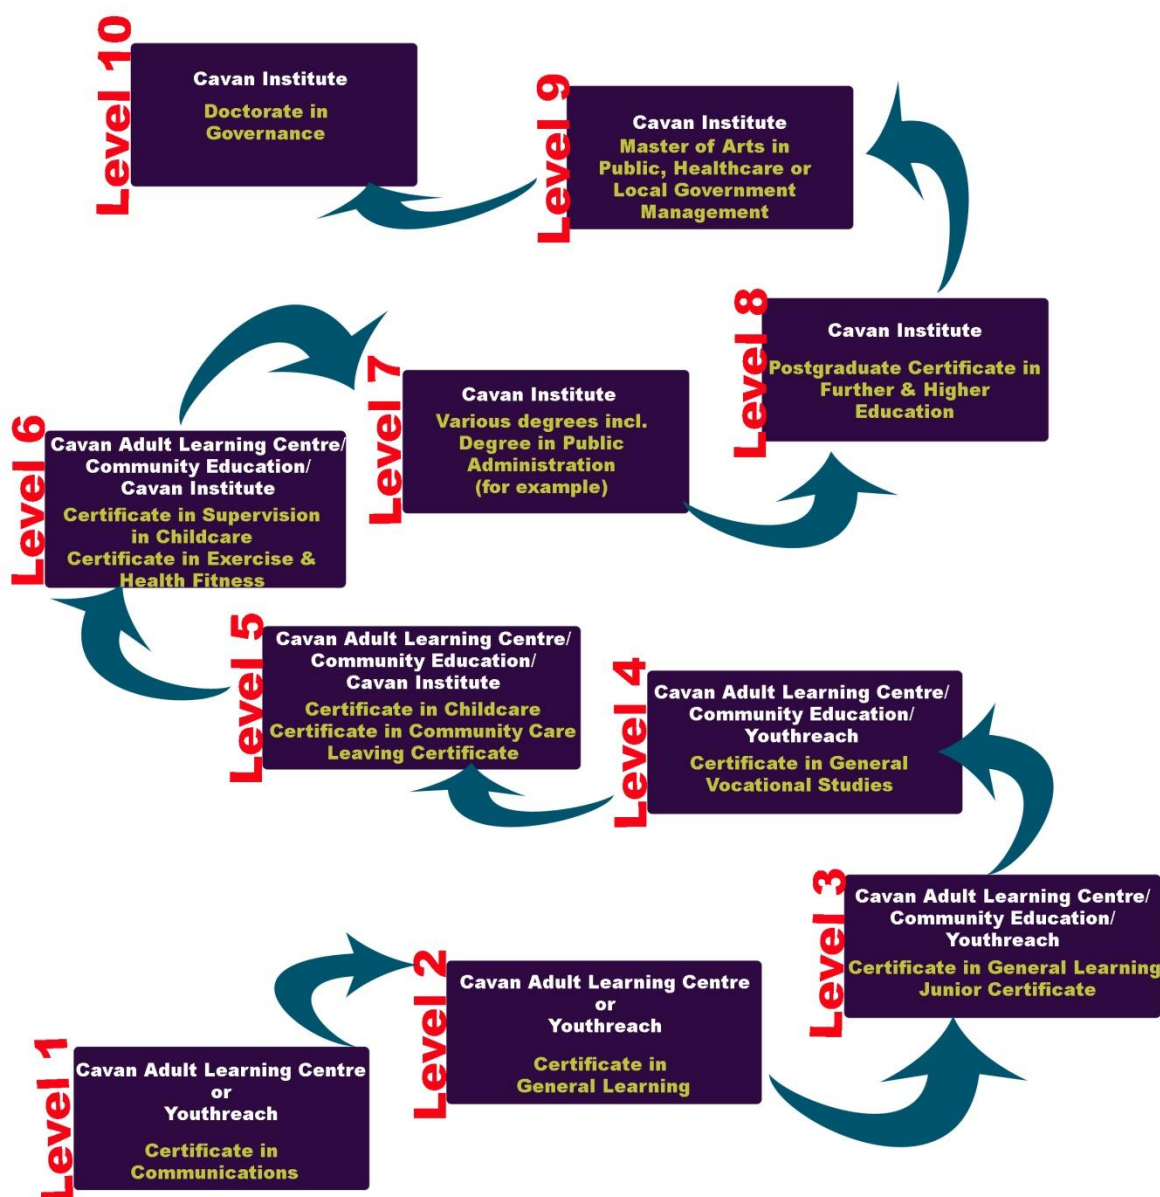 Level 10
Cavan Institute
Doctorate in
Governance
Level 9
Cavan Institute
Master of Arts in
Public, Healthcare or
Local Government
Management
Level 8
Cavan Institute
Postgraduate Certificate in
Further & Higher
Education
Level 7
Cavan Institute
Various degrees incl.
Degree in Public
Administration
(for example)
Level 6
Cavan Adult Learning Centre/
Community Education/
Cavan Institute
Certificate in Supervision
in Childcare
Certificate in Exercise &
Health Fitness
Level 5
Cavan Adult Learning Centre/
Community Education/
Cavan Institute
Certificate in Childcare
Certificate in Community Care
Leaving Certificate
Level 4
Cavan Adult Learning Centre/
Community Education/
Youthreach
Certificate in General
Vocational Studies
Level 3
Cavan Adult Learning Centre/
Community Education/
Youthreach
Certificate in General Learning
Junior Certificate
Level 2
Cavan Adult Learning Centre
or
Youthreach
Certificate in
General Learning
Level 1
Cavan Adult Learning Centre
or
Youthreach
Certificate in
Communications